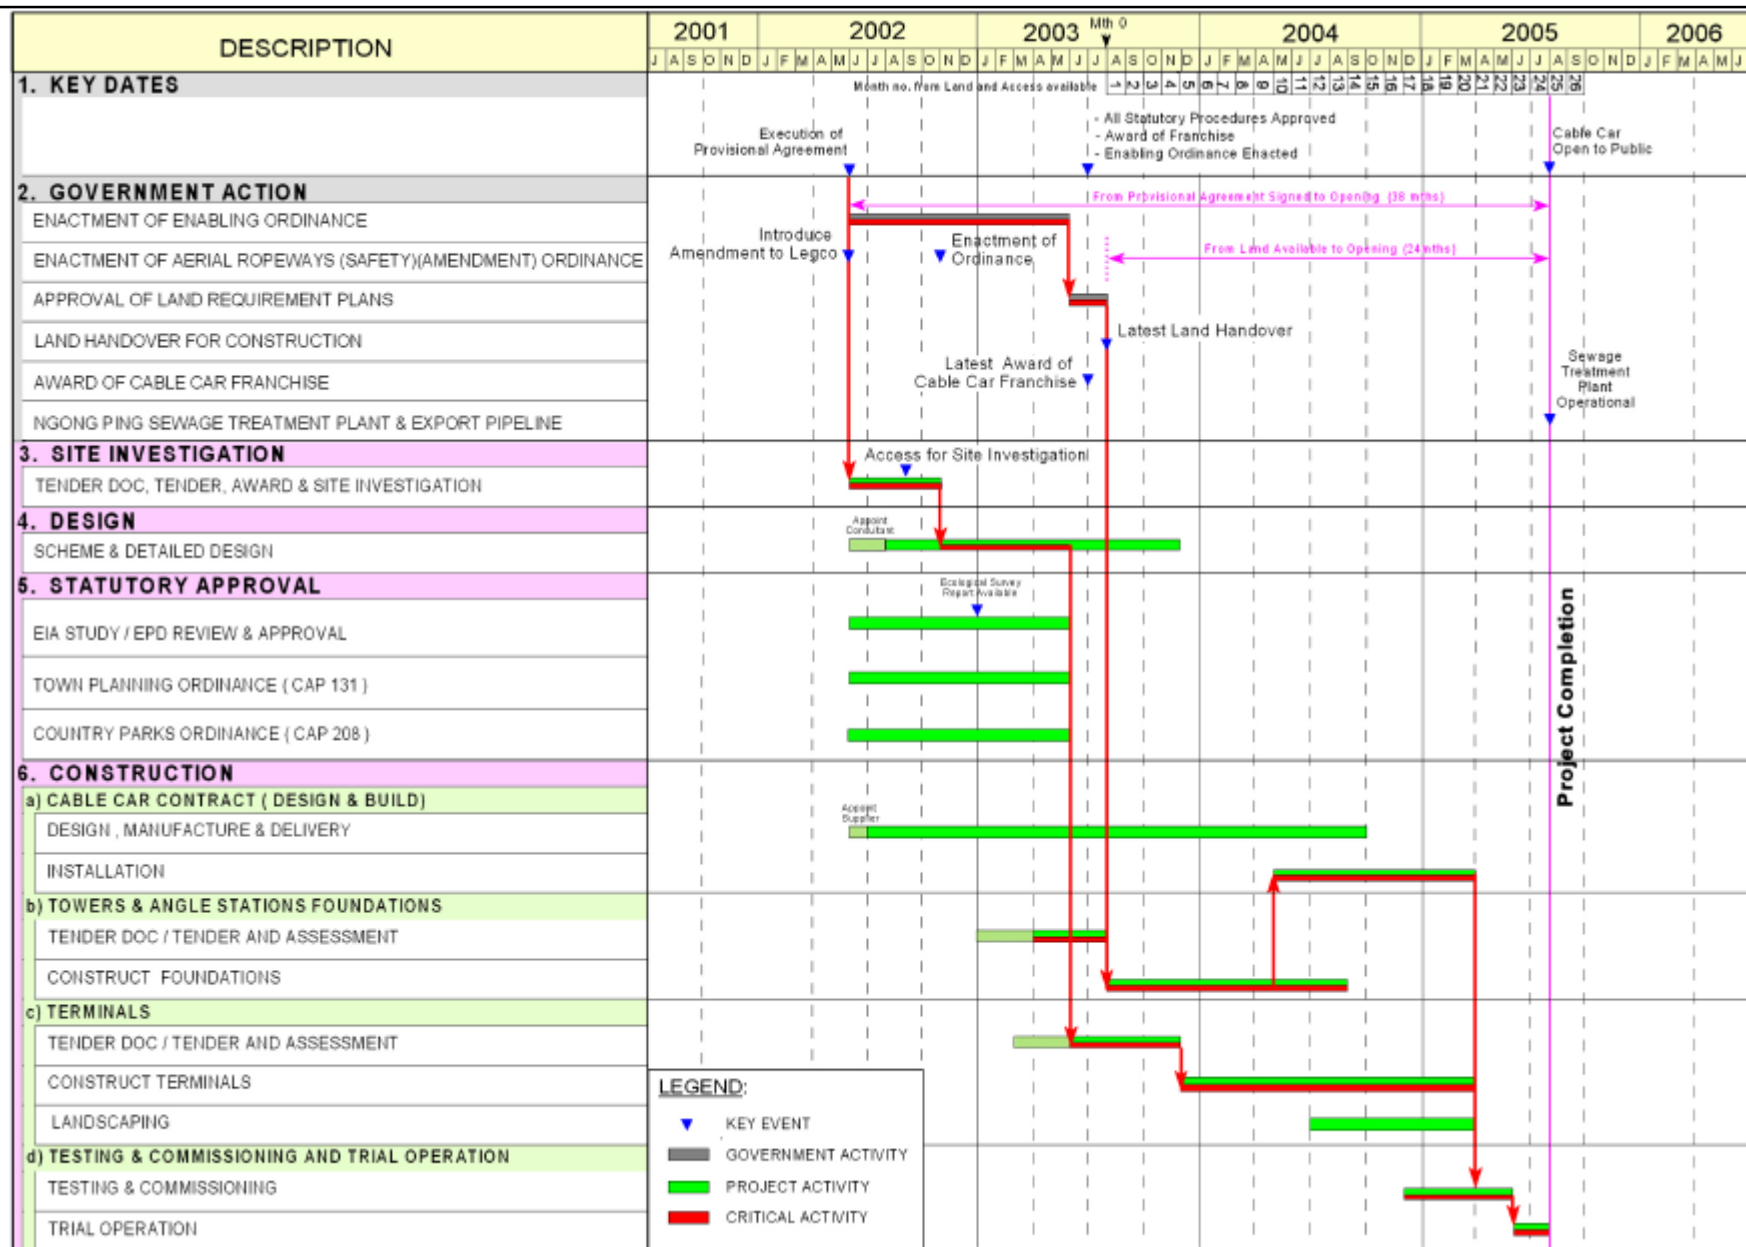 DESCRIPTION
2001 2002 2003 2004 2005 2006
Mth 0
J A S O N D J F M A M J J A S O N D J F M A M J J A S O N D J F M A M J J A S O N D J F M A M J J A S O N D J F M A M J
1. KEY DATES
Month no. from Land and Access available
1 2 3 4 5 6 7 8 9 10 11 12 13 14 15 16 17 18 19 20 21 22 23 24 25 26
Execution of
Provisional Agreement
- All Statutory Procedures Approved
- Award of Franchise
- Enabling Ordinance Enacted
Cable Car
Open to Public
2. GOVERNMENT ACTION
From Provisional Agreement Signed to Opening (38 mths)
ENACTMENT OF ENABLING ORDINANCE
Introduce
Amendment to Legco
Enactment of
Ordinance
From Land Available to Opening (24 mths)
ENACTMENT OF AERIAL ROPEWAYS (SAFETY)(AMENDMENT) ORDINANCE
APPROVAL OF LAND REQUIREMENT PLANS
LAND HANDOVER FOR CONSTRUCTION
Latest Land Handover
AWARD OF CABLE CAR FRANCHISE
Latest Award of
Cable Car Franchise
Sewage
Treatment
Plant
Operational
NGONG PING SEWAGE TREATMENT PLANT & EXPORT PIPELINE
3. SITE INVESTIGATION
Access for Site Investigation
TENDER DOC, TENDER, AWARD & SITE INVESTIGATION
4. DESIGN
Appoint
Consultant
SCHEME & DETAILED DESIGN
5. STATUTORY APPROVAL
Ecological Survey
Report Available
EIA STUDY / EPD REVIEW & APPROVAL
TOWN PLANNING ORDINANCE ( CAP 131 )
COUNTRY PARKS ORDINANCE ( CAP 208 )
Project Completion
6. CONSTRUCTION
a) CABLE CAR CONTRACT ( DESIGN & BUILD)
Appoint
Supplier
DESIGN , MANUFACTURE & DELIVERY
INSTALLATION
b) TOWERS & ANGLE STATIONS FOUNDATIONS
TENDER DOC / TENDER AND ASSESSMENT
CONSTRUCT FOUNDATIONS
c) TERMINALS
TENDER DOC / TENDER AND ASSESSMENT
CONSTRUCT TERMINALS
LANDSCAPING
d) TESTING & COMMISSIONING AND TRIAL OPERATION
TESTING & COMMISSIONING
TRIAL OPERATION
LEGEND:
KEY EVENT
GOVERNMENT ACTIVITY
PROJECT ACTIVITY
CRITICAL ACTIVITY